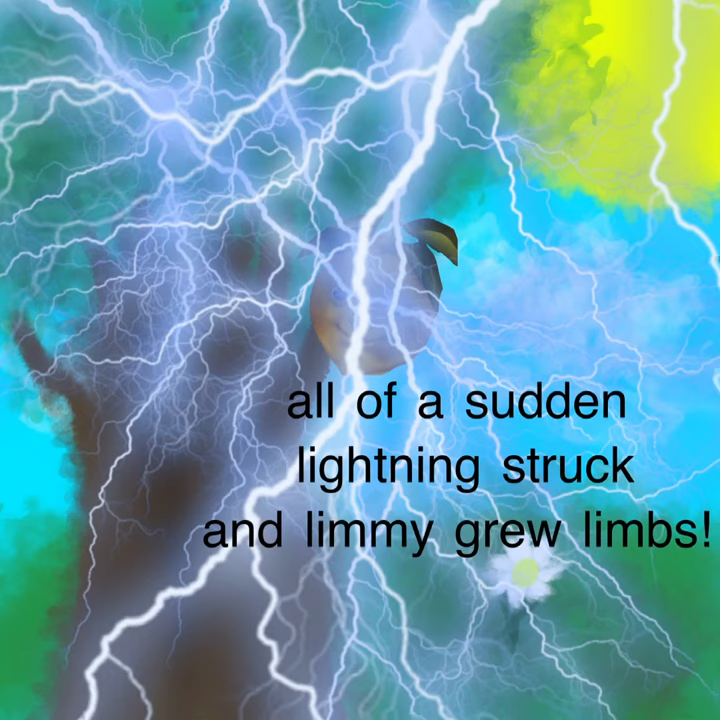 all of a sudden
lightning struck
and limmy grew limbs!